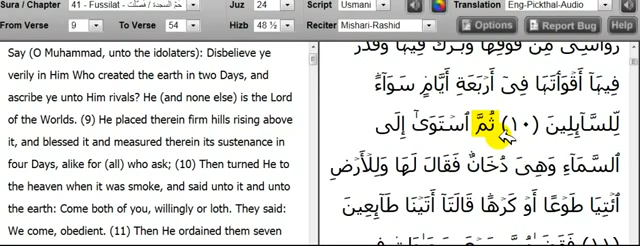 Sura / Chapter 41 - Fussilat / حٰمٓ السجدة / فصلت Juz 24 Script Usmani Translation Eng-Pickthal-Audio
From Verse 9 To Verse 54 Hizb 48 ½ Reciter Mishari-Rashid Options Report Bug Help
Say (O Muhammad, unto the idolaters): Disbelieve ye
verily in Him Who created the earth in two Days, and
ascribe ye unto Him rivals? He (and none else) is the Lord
of the Worlds. (9) He placed therein firm hills rising above
it, and blessed it and measured therein its sustenance in
four Days, alike for (all) who ask; (10) Then turned He to
the heaven when it was smoke, and said unto it and unto
the earth: Come both of you, willingly or loth. They said:
We come, obedient. (11) Then He ordained them seven
رَوَاسِىَ مِن فَوْقِهَا وَبَٰرَكَ فِيهَا وَقَدَّرَ
فِيهَآ أَقْوَٰتَهَا فِىٓ أَرْبَعَةِ أَيَّامٍ سَوَآءً
لِّلسَّآئِلِينَ (١٠) ثُمَّ ٱسْتَوَىٰٓ إِلَى
ٱلسَّمَآءِ وَهِىَ دُخَانٌ فَقَالَ لَهَا وَلِلْأَرْضِ
ٱئْتِيَا طَوْعًا أَوْ كَرْهًا قَالَتَآ أَتَيْنَا طَآئِعِينَ